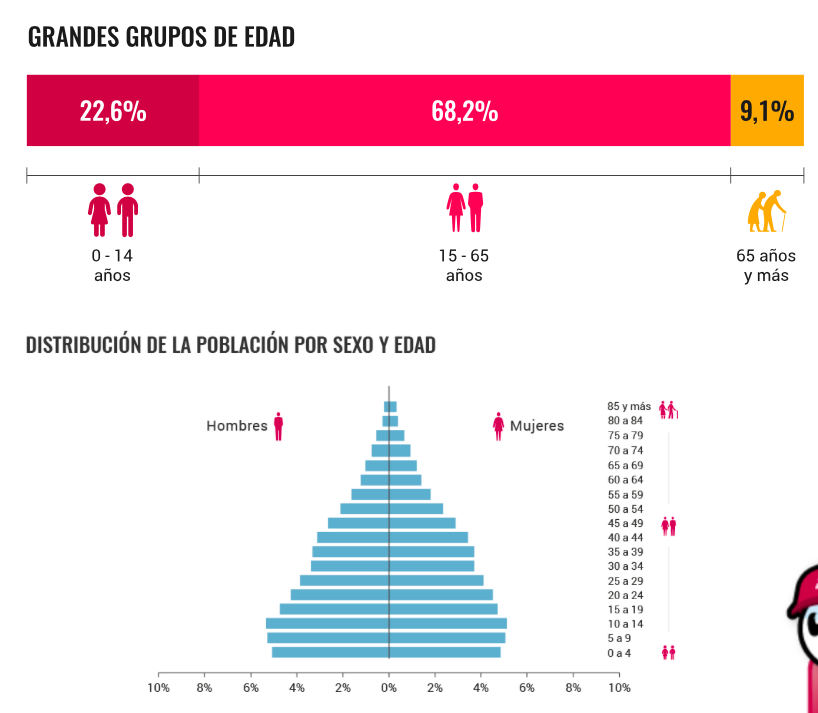 GRANDES GRUPOS DE EDAD
22,6%
68,2%
9,1%
0 - 14
años
15 - 65
años
65 años
y más
DISTRIBUCIÓN DE LA POBLACIÓN POR SEXO Y EDAD
Hombres
Mujeres
85 y más
80 a 84
75 a 79
70 a 74
65 a 69
60 a 64
55 a 59
50 a 54
45 a 49
40 a 44
35 a 39
30 a 34
25 a 29
20 a 24
15 a 19
10 a 14
5 a 9
0 a 4
10% 8% 6% 4% 2% 0% 2% 4% 6% 8% 10%